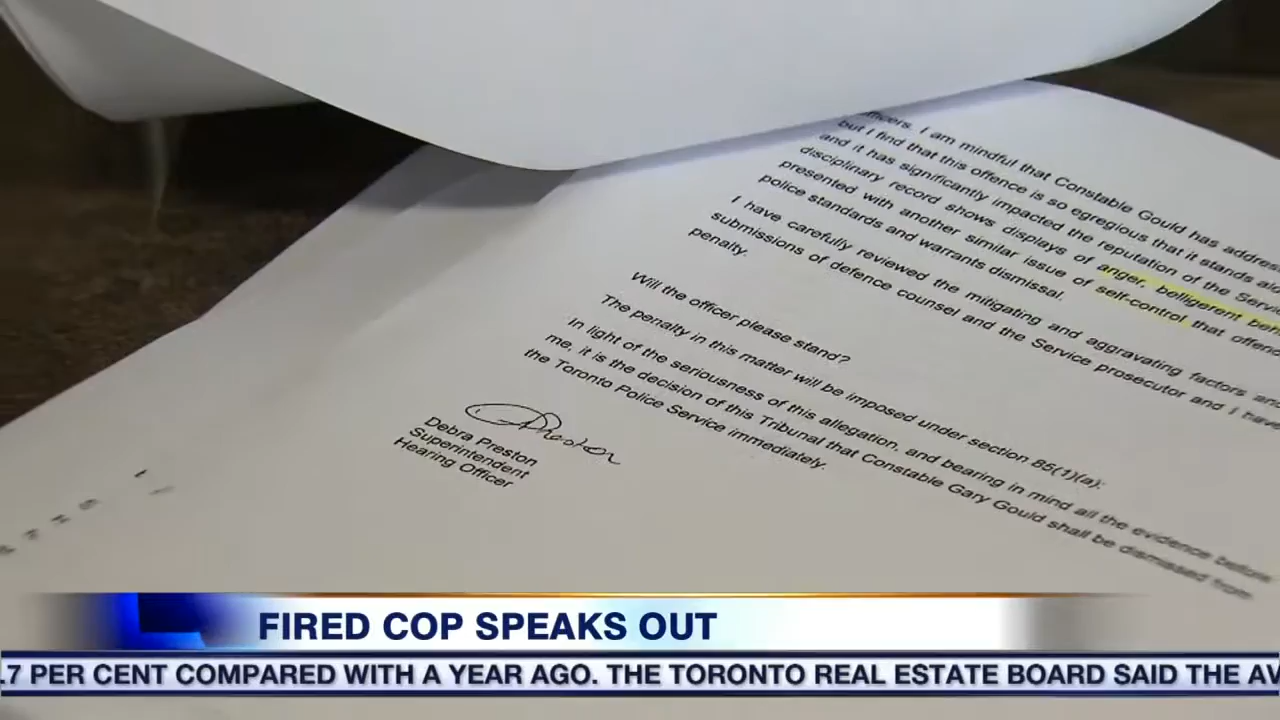 officers. I am mindful that Constable Gould has address
but I find that this offence is so egregious that it stands alo
and it has significantly impacted the reputation of the Servi
disciplinary record shows displays of anger, belligerent beh
presented with another similar issue of self-control that offend
police standards and warrants dismissal.
I have carefully reviewed the mitigating and aggravating factors and
submissions of defence counsel and the Service prosecutor and I have
penalty.
Will the officer please stand?
The penalty in this matter will be imposed under section 85(1)(a):
In light of the seriousness of this allegation, and bearing in mind all the evidence before
me, it is the decision of this Tribunal that Constable Gary Gould shall be dismissed from
the Toronto Police Service immediately.
DPreston
Debra Preston
Superintendent
Hearing Officer
FIRED COP SPEAKS OUT
.7 PER CENT COMPARED WITH A YEAR AGO. THE TORONTO REAL ESTATE BOARD SAID THE AV